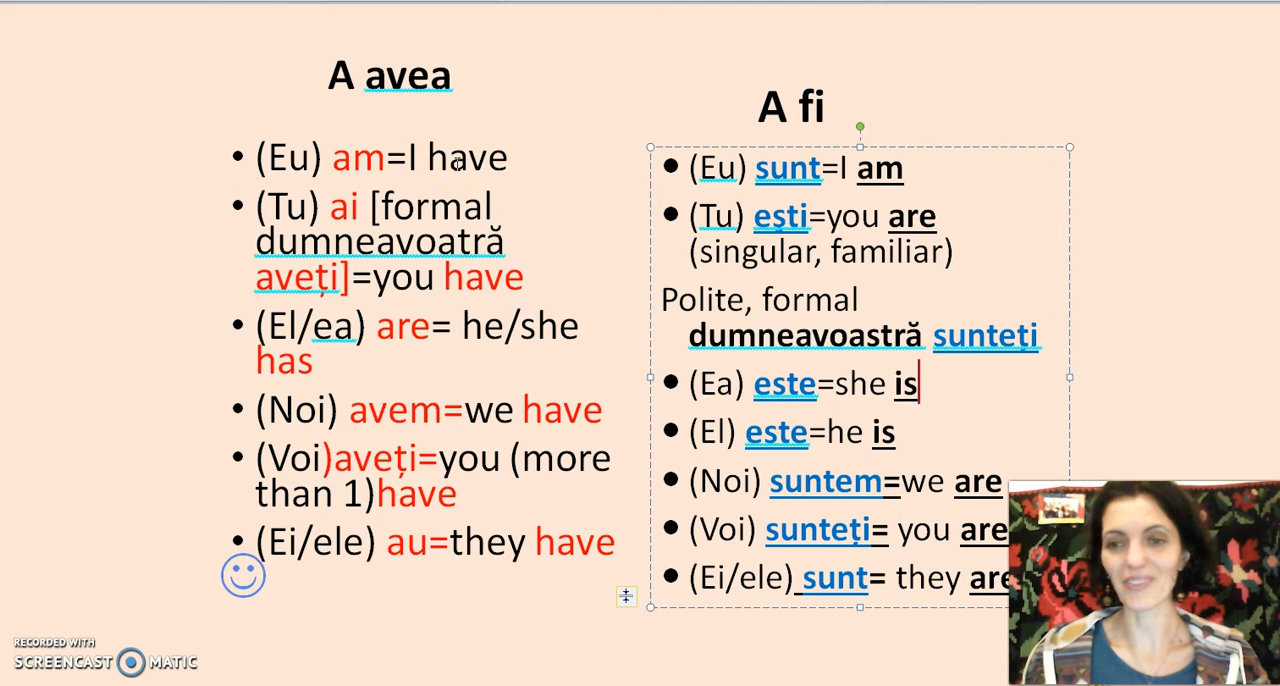 A avea
• (Eu) am=I have
• (Tu) ai [formal
dumneavoatră
aveți]=you have
• (El/ea) are= he/she
has
• (Noi) avem=we have
• (Voi)aveți=you (more
than 1)have
• (Ei/ele) au=they have
A fi
• (Eu) sunt=I am
• (Tu) ești=you are
(singular, familiar)
Polite, formal
dumneavoastră sunteți
• (Ea) este=she is
• (El) este=he is
• (Noi) suntem=we are
• (Voi) sunteți= you are
• (Ei/ele) sunt= they are
RECORDED WITH
SCREENCAST MATIC